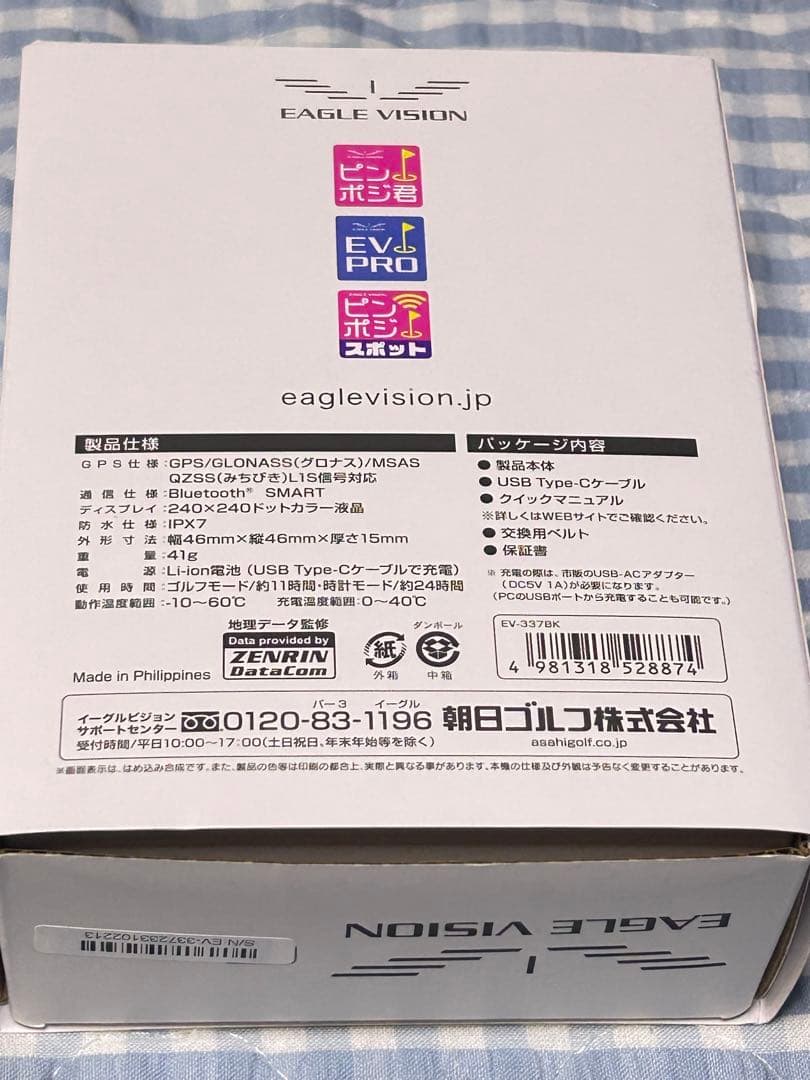 EAGLE VISION
ピン
ポジ君
EV
PRO
ピン
ポジ
スポット
eaglevision.jp
製品仕様
GPS仕様:GPS/GLONASS(グロナス)/MSAS
QZSS(みちびき)L1S信号対応
通信仕様:Bluetooth® SMART
ディスプレイ:240×240ドットカラー液晶
防水仕様:IPX7
外形寸法:幅46mm×縦46mm×厚さ15mm
重量:41g
電源:Li-ion電池 (USB Type-Cケーブルで充電)
使用時間:ゴルフモード/約11時間・時計モード/約24時間
動作温度範囲:-10~60℃ 充電温度範囲:0~40℃
パッケージ内容
● 製品本体
● USB Type-Cケーブル
● クイックマニュアル
※詳しくはWEBサイトでご確認ください。
● 交換用ベルト
● 保証書
※ 充電の際は、市販のUSB-ACアダプター
(DC5V 1A)が必要になります。
(PCのUSBポートから充電することも可能です。)
Made in Philippines
地理データ監修
Data provided by
ZENRIN
DataCom
紙
外箱
ダンボール
中箱
EV-337BK
4 981318 528874
イーグルビジョン
サポートセンター
バー3 イーグル
0120-83-1196
受付時間/平日10:00~17:00(土日祝日、年末年始等を除く)
朝日ゴルフ株式会社
asahigolf.co.jp
※画面表示は、はめ込み合成です。また、製品の色等は印刷の都合上、実際と異なる事があります。本機の仕様及び外観は予告なく変更することがあります。
EAGLE VISION
S/N EV-337233102213